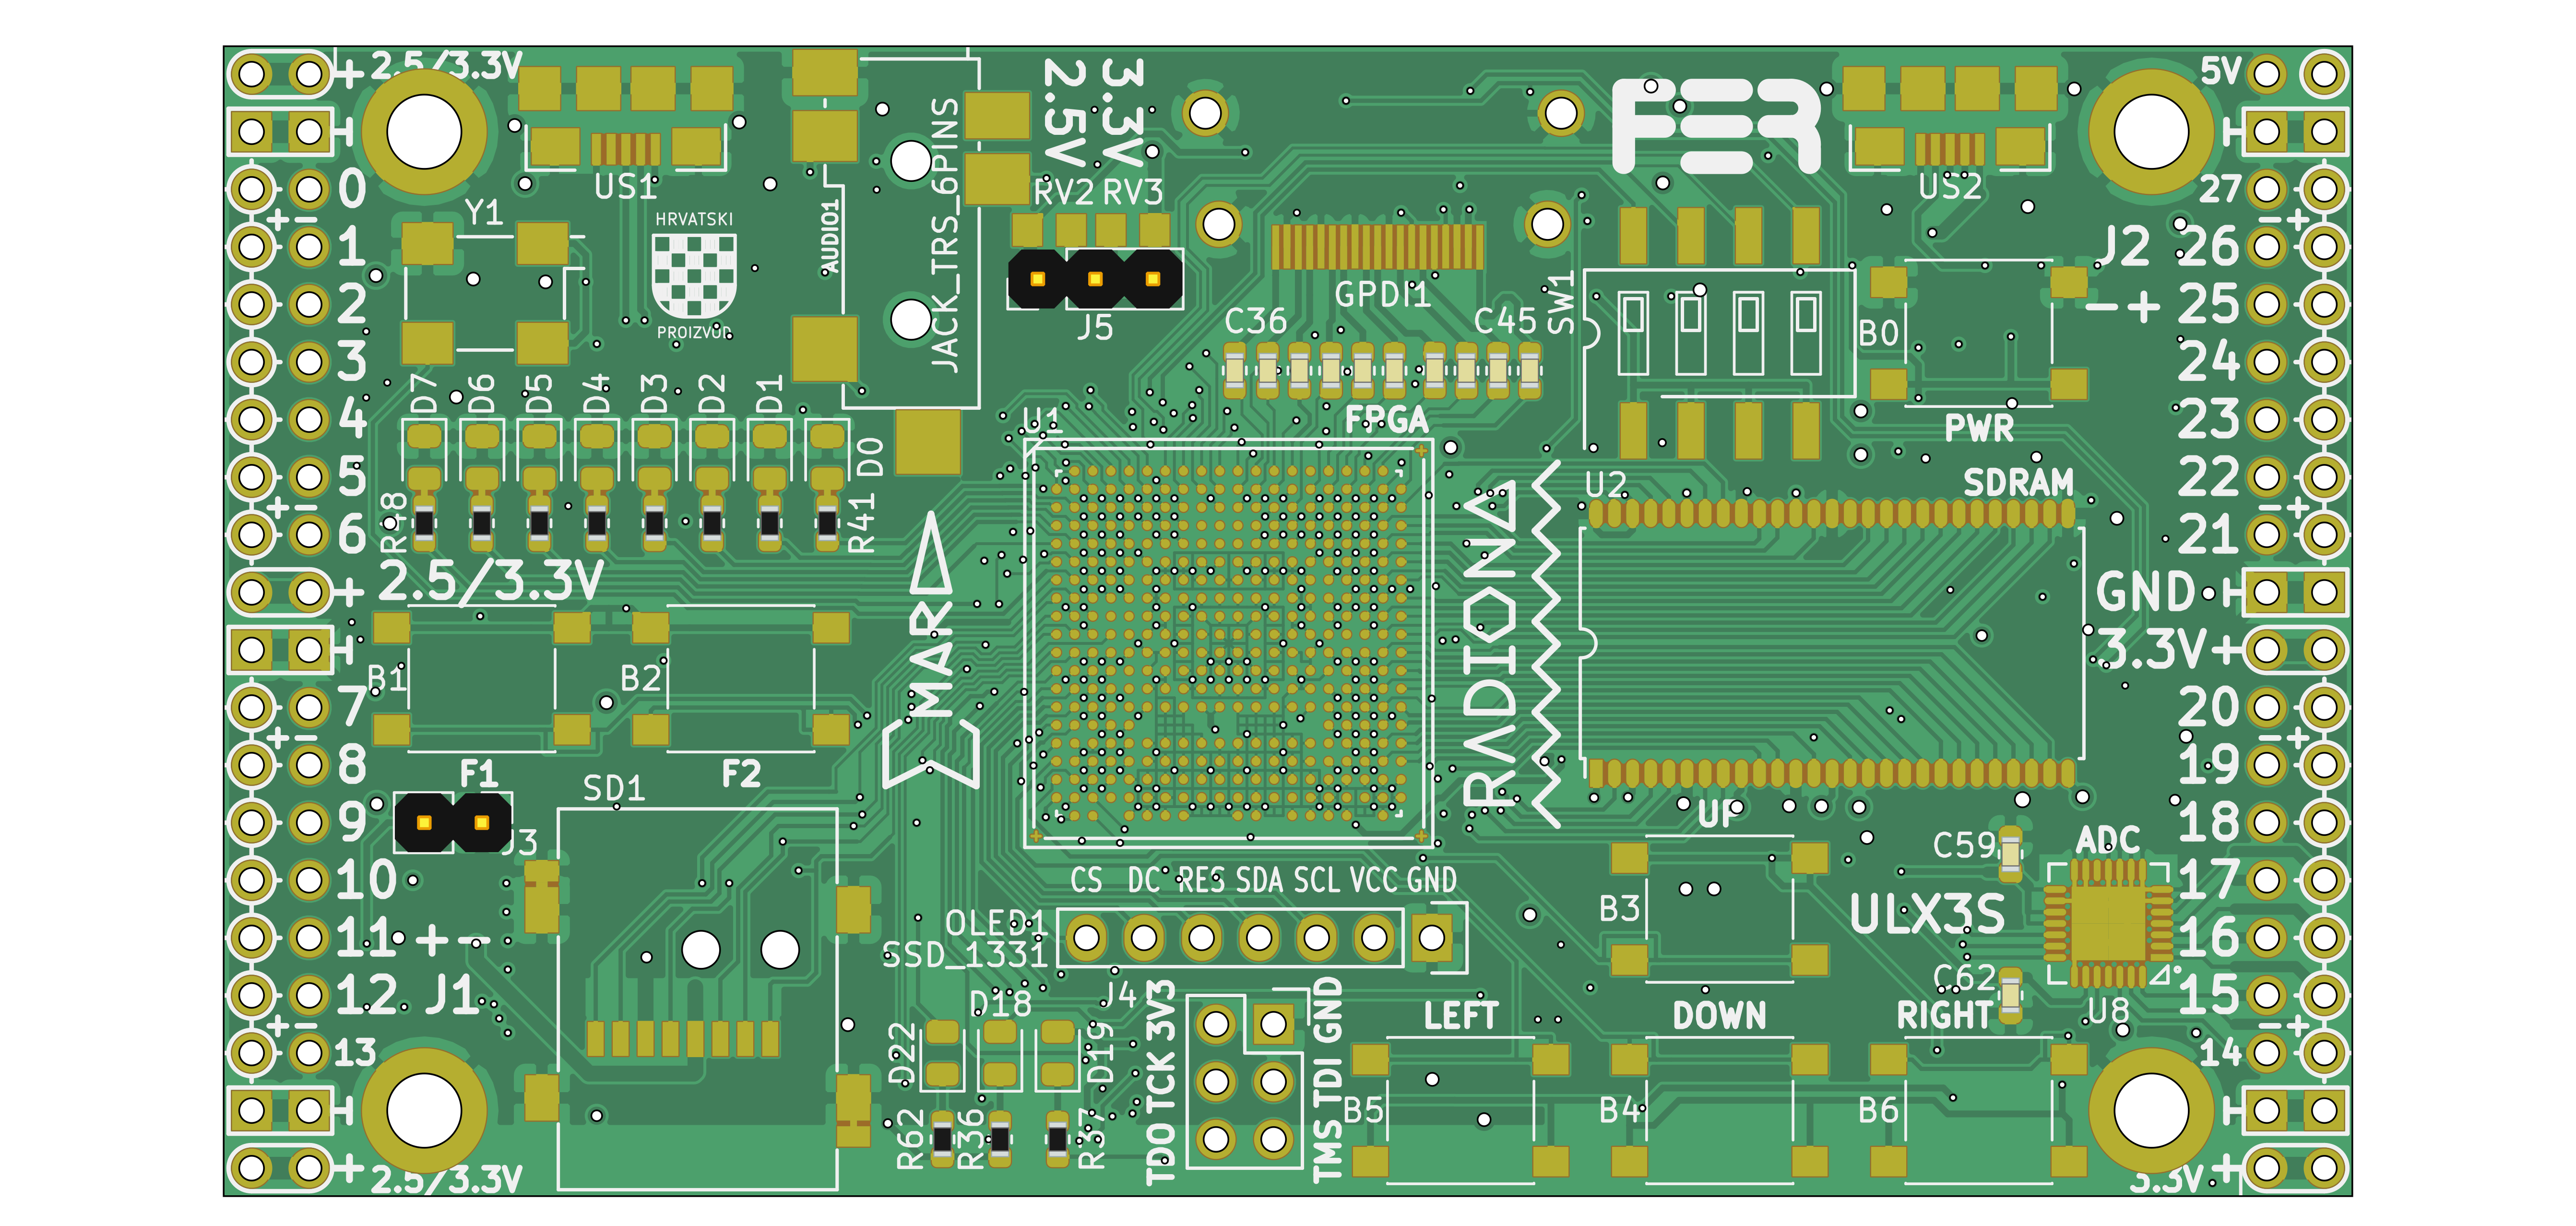 + 2.5/3.3V
0
+-
1
2
3
4
5
+-
6
+
7
+-
8
9
10
11 +-
12 J1
+-
13
+ 2.5/3.3V
US1
Y1
HRVATSKI
PROIZVOD
AUDIO1
JACK_TRS_6PINS
2.5V
3.3V
RV2 RV3
J5
D7
D6
D5
D4
D3
D2
D1
D0
R48
R41
2.5/3.3V
B1
B2
F1
F2
J3
SD1
EMARD
U1
FPGA
C36
C45
GPDI1
FER
SW1
US2
B0
PWR
RADIONA
U2
SDRAM
UP
CS DC RES SDA SCL VCC GND
OLED1
SSD_1331
D18
D22
D19
R62
R36
R37
J4
TDO TCK 3V3
TMS TDI GND
LEFT
DOWN
RIGHT
B3
B5
B4
B6
C59
ADC
ULX3S
C62
U8
5V
27
-+
J2 26
-+ 25
24
23
22
-+
21
GND
3.3V+
20
-+
19
18
17
16
15
-+
14
3.3V+